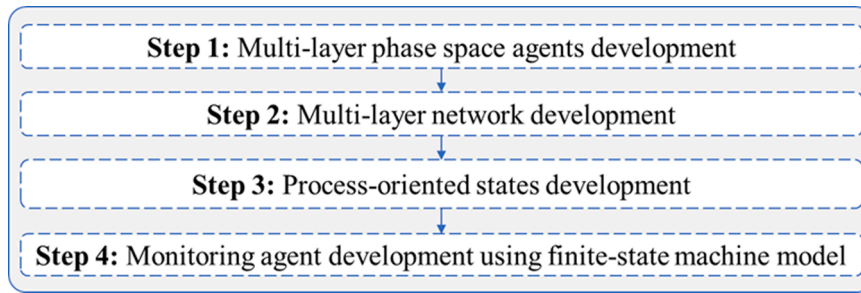 Step 1: Multi-layer phase space agents development
Step 2: Multi-layer network development
Step 3: Process-oriented states development
Step 4: Monitoring agent development using finite-state machine model